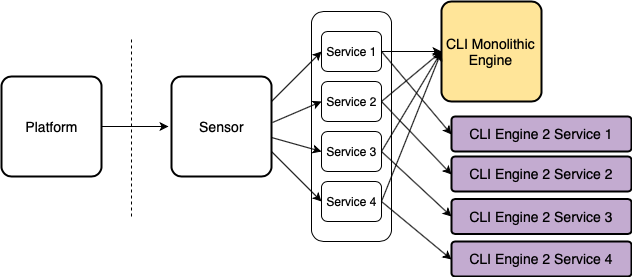 Platform
Sensor
Service 1
Service 2
Service 3
Service 4
CLI Monolithic
Engine
CLI Engine 2 Service 1
CLI Engine 2 Service 2
CLI Engine 2 Service 3
CLI Engine 2 Service 4